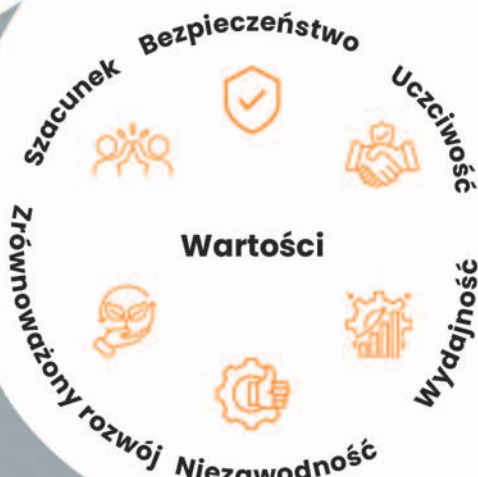 Bezpieczeństwo
Uczciwość
Wydajność
Niezawodność
Zrównoważony rozwój
Szacunek
Wartości